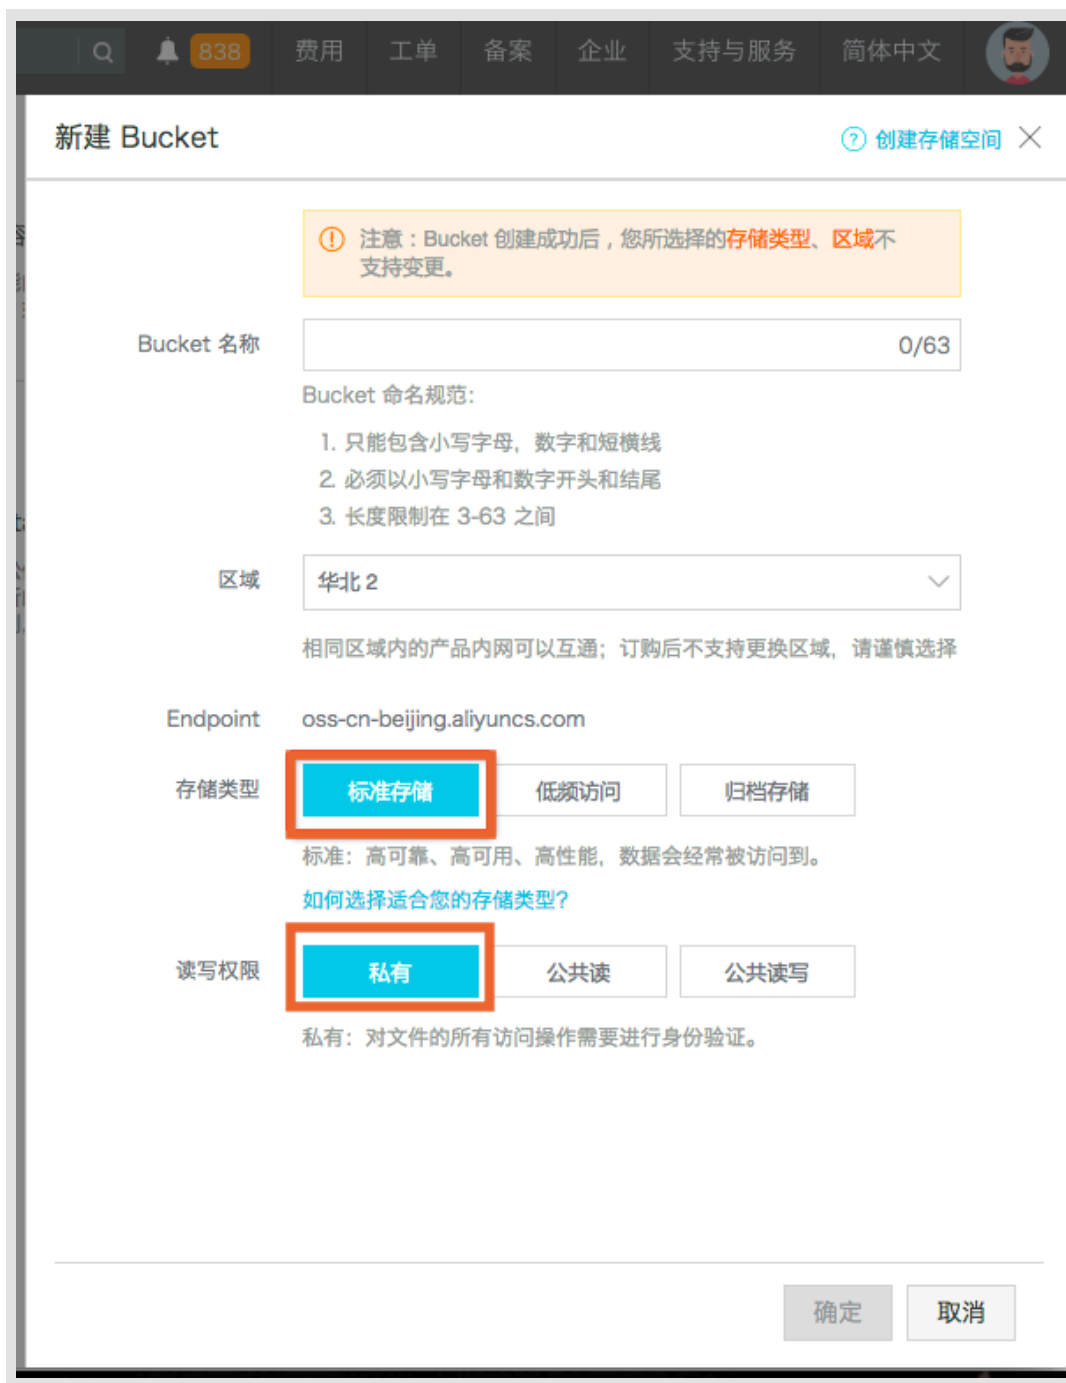 838 费用 工单 备案 企业 支持与服务 简体中文
新建 Bucket
创建存储空间
注意：Bucket 创建成功后，您所选择的存储类型、区域不
支持变更。
Bucket 名称
0/63
Bucket 命名规范:
1. 只能包含小写字母，数字和短横线
2. 必须以小写字母和数字开头和结尾
3. 长度限制在 3-63 之间
区域
华北 2
相同区域内的产品内网可以互通；订购后不支持更换区域，请谨慎选择
Endpoint
oss-cn-beijing.aliyuncs.com
存储类型
标准存储 低频访问 归档存储
标准：高可靠、高可用、高性能，数据会经常被访问到。
如何选择适合您的存储类型？
读写权限
私有 公共读 公共读写
私有：对文件的所有访问操作需要进行身份验证。
确定 取消